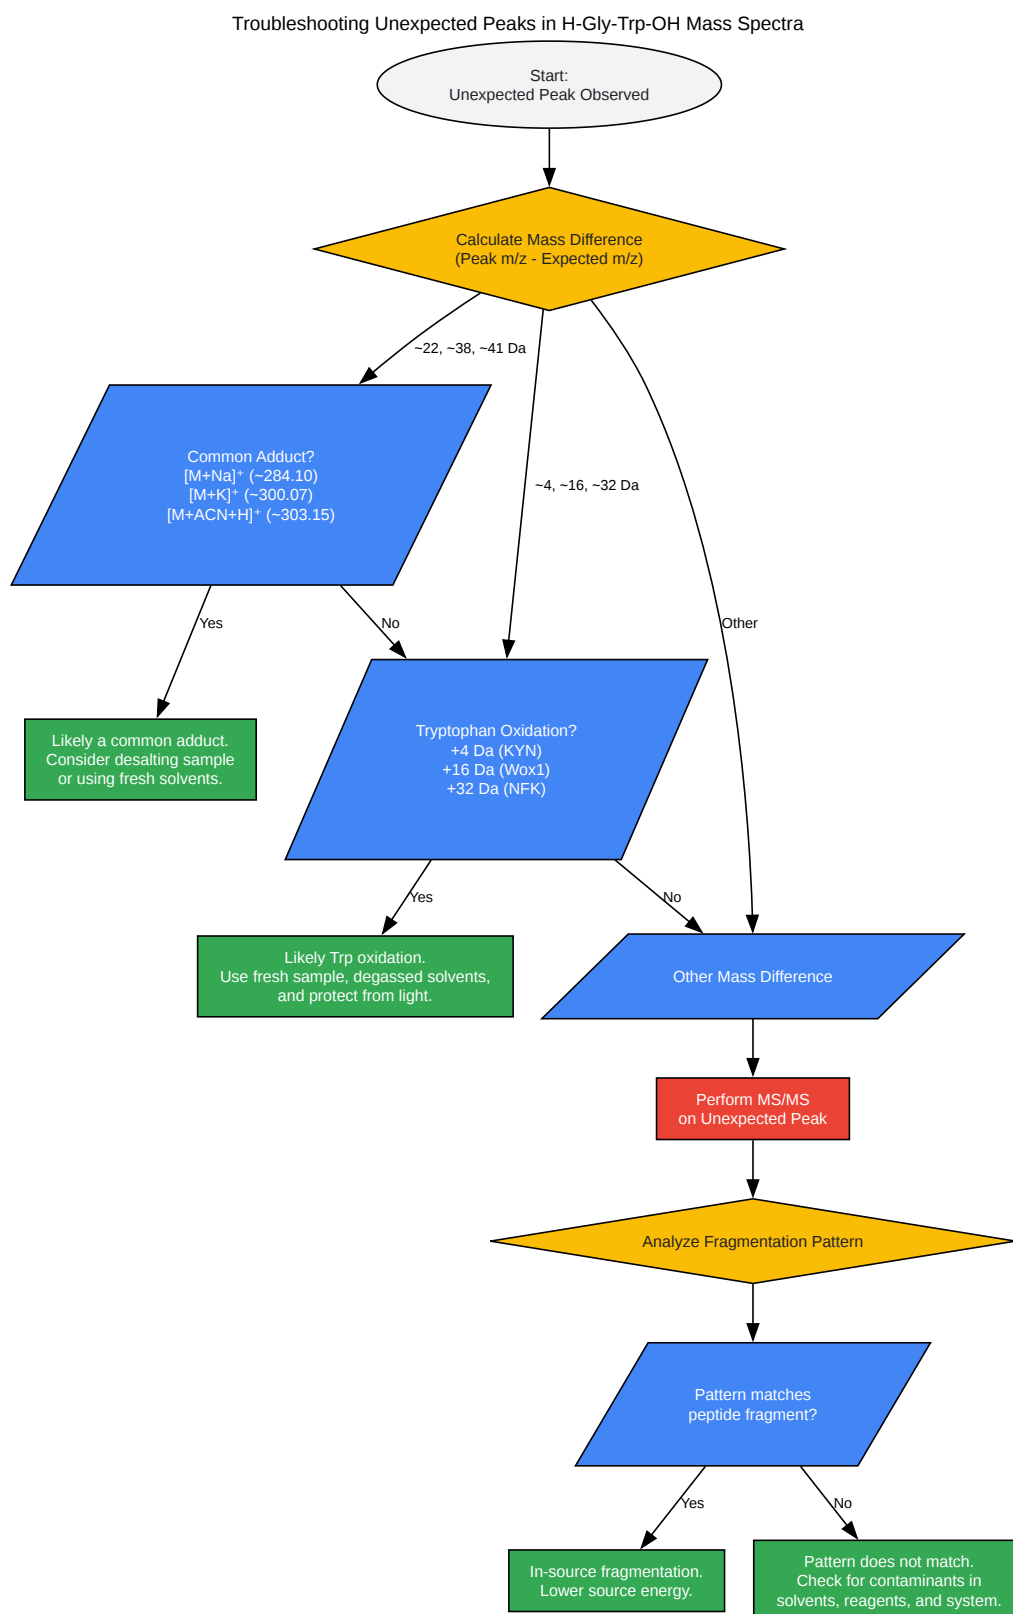 Troubleshooting Unexpected Peaks in H-Gly-Trp-OH Mass Spectra
Start:
Unexpected Peak Observed
Calculate Mass Difference
(Peak m/z - Expected m/z)
~22, ~38, ~41 Da
Common Adduct?
[M+Na]⁺ (~284.10)
[M+K]⁺ (~300.07)
[M+ACN+H]⁺ (~303.15)
~4, ~16, ~32 Da
Other
Yes
No
Likely a common adduct.
Consider desalting sample
or using fresh solvents.
Tryptophan Oxidation?
+4 Da (KYN)
+16 Da (Wox1)
+32 Da (NFK)
Yes
No
Likely Trp oxidation.
Use fresh sample, degassed solvents,
and protect from light.
Other Mass Difference
Perform MS/MS
on Unexpected Peak
Analyze Fragmentation Pattern
Pattern matches
peptide fragment?
Yes
No
In-source fragmentation.
Lower source energy.
Pattern does not match.
Check for contaminants in
solvents, reagents, and system.